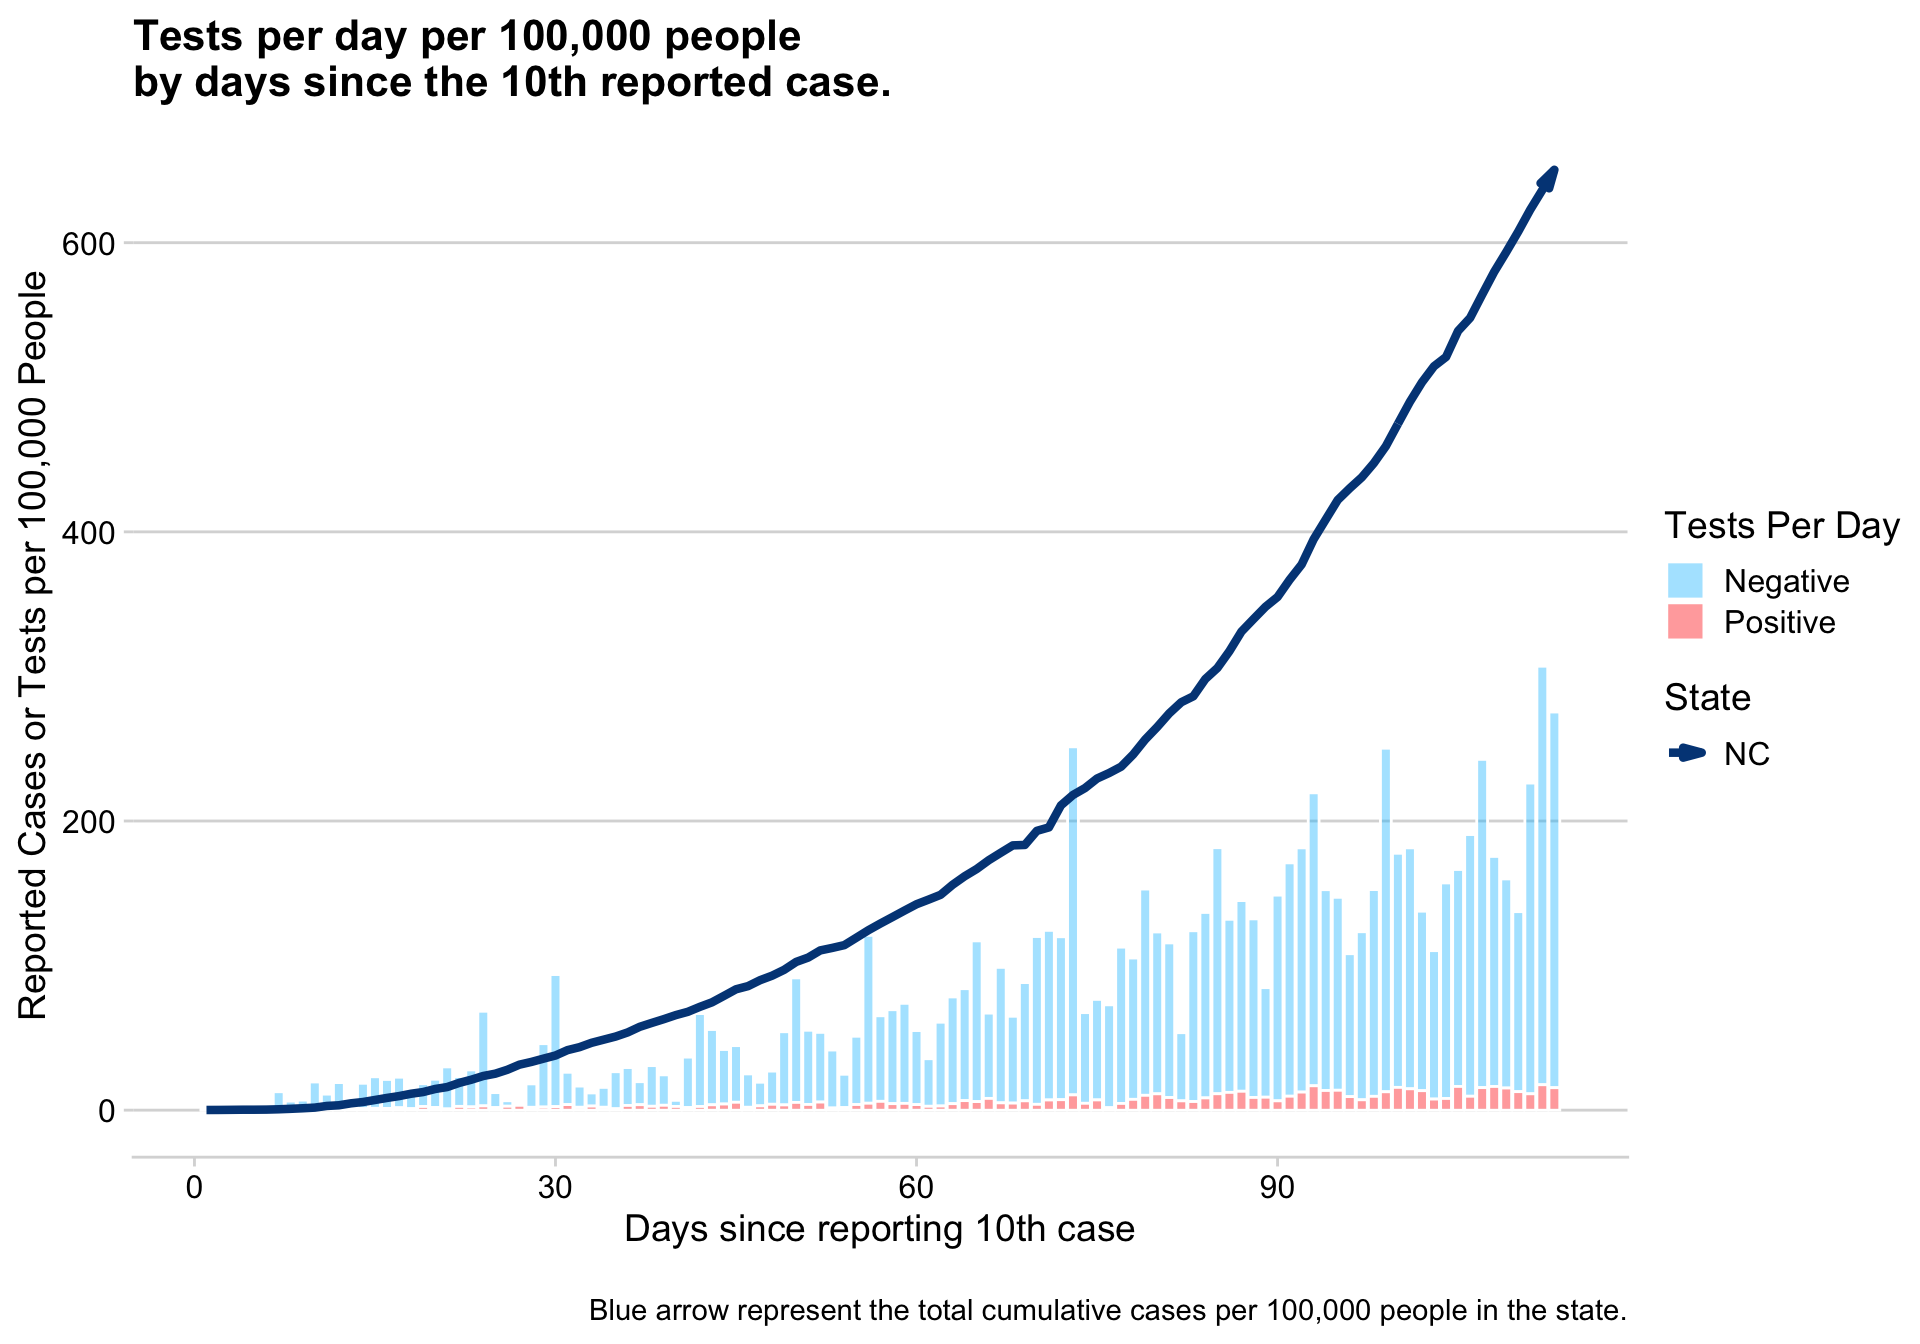 Tests per day per 100,000 people
by days since the 10th reported case.
Reported Cases or Tests per 100,000 People
600
400
200
0
0
30
60
90
Days since reporting 10th case
Tests Per Day
Negative
Positive
State
NC
Blue arrow represent the total cumulative cases per 100,000 people in the state.